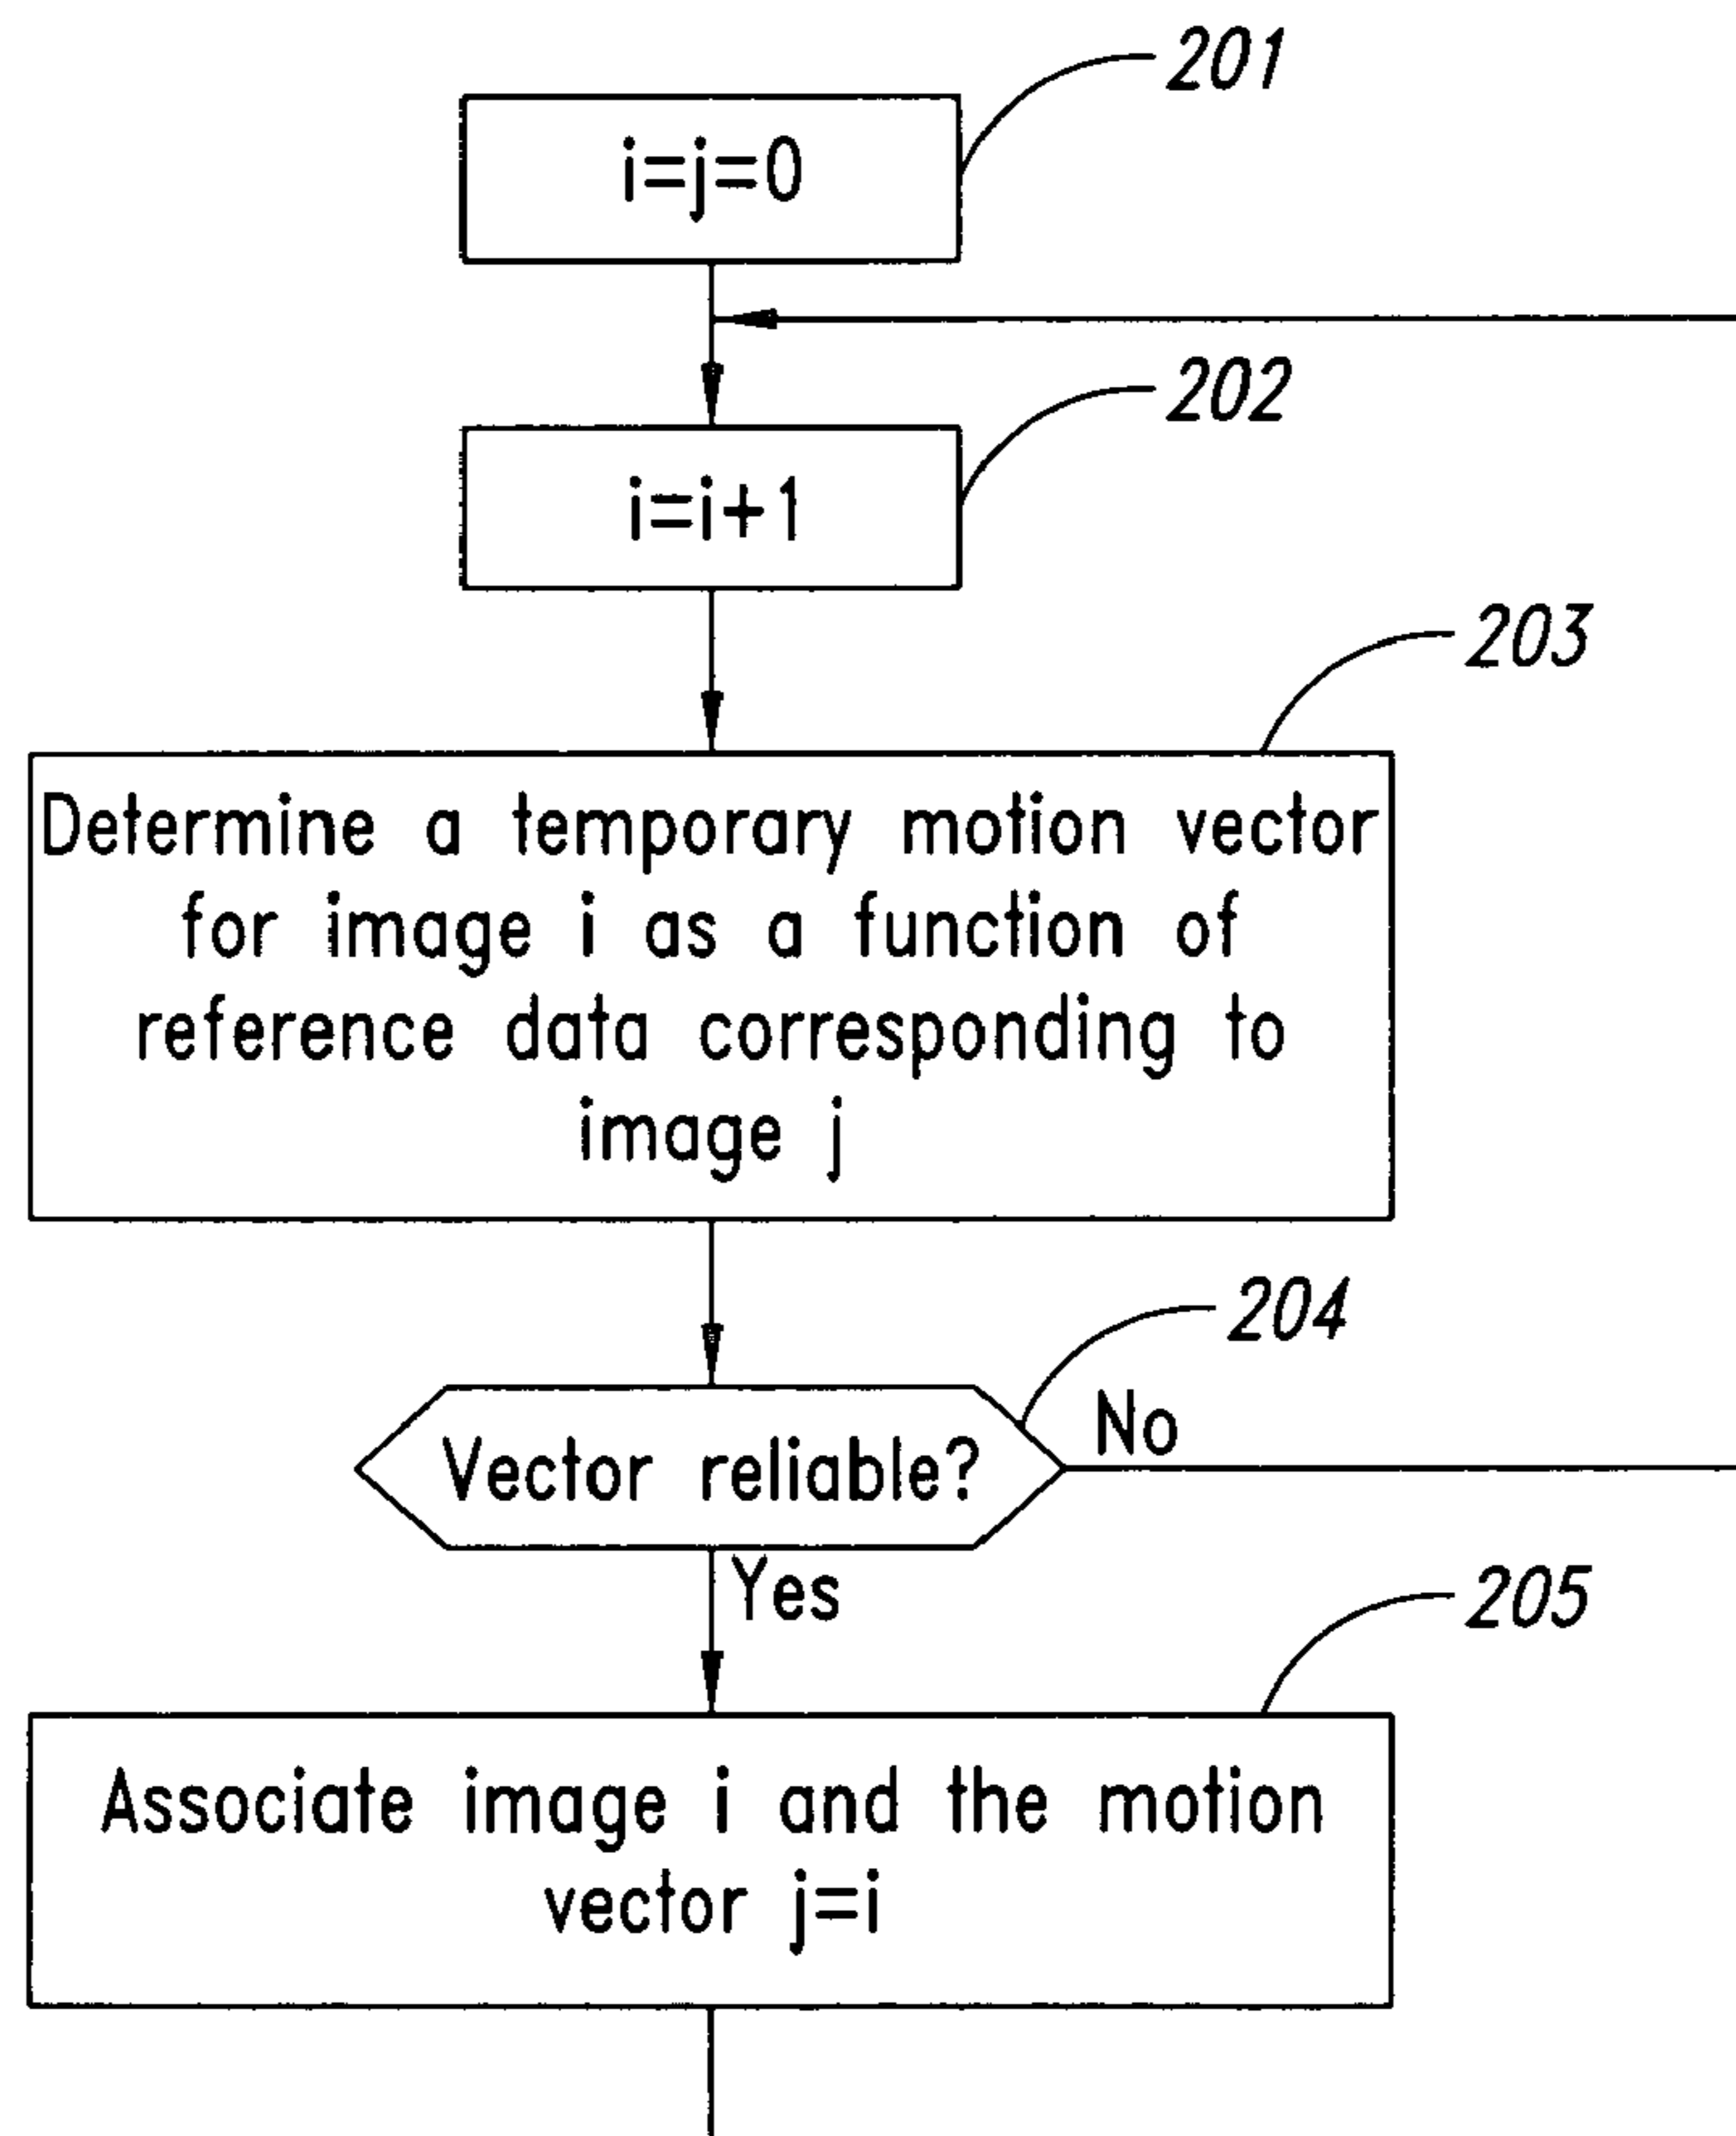 201
i=j=0
202
i=i+1
203
Determine a temporary motion vector
for image i as a function of
reference data corresponding to
image j
204
Vector reliable?
No
Yes
205
Associate image i and the motion
vector j=i